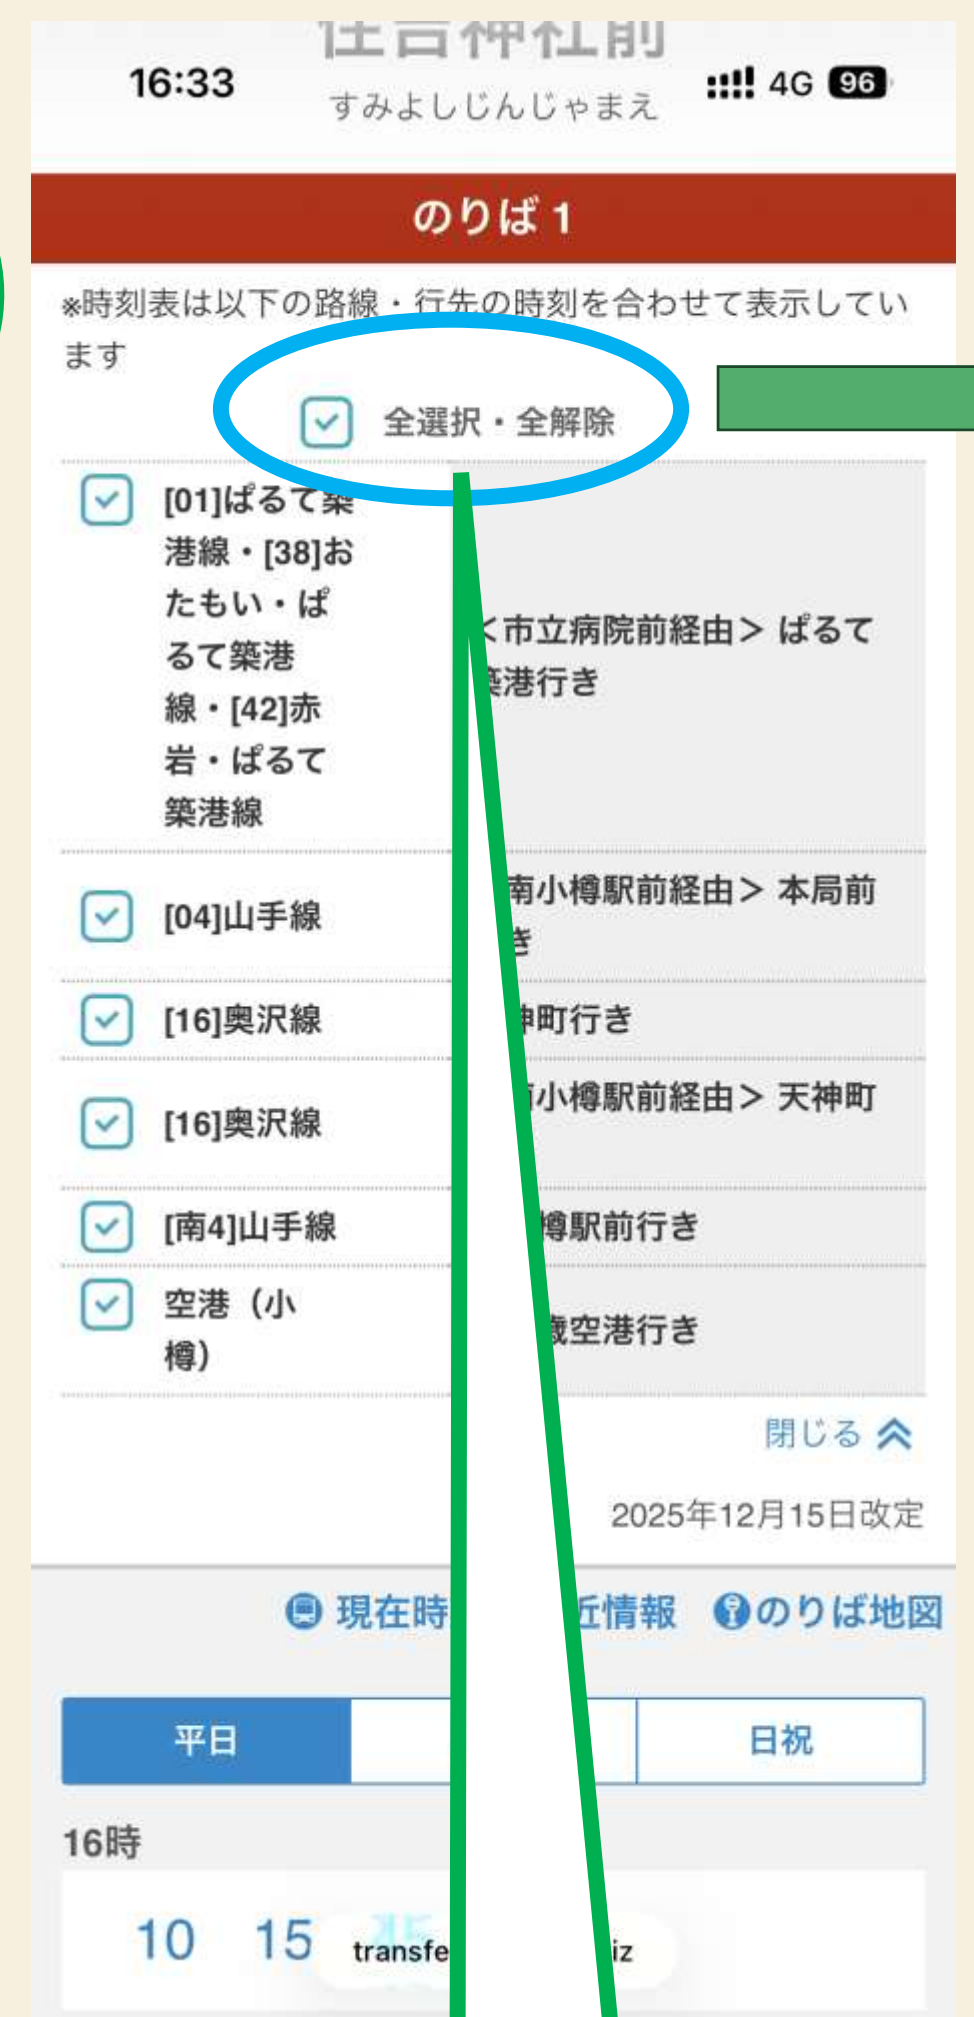 住吉神社前
16:33
4G 96
すみよしじんじゃまえ
のりば 1
※時刻表は以下の路線・行先の時刻を合わせて表示してい
ます
全選択・全解除
[01]ぱるて築
港線・[38]お
たもい・ぱ
るて築港
線・[42]赤
岩・ぱるて
築港線
＜市立病院前経由＞ ぱるて
築港行き
[04]山手線
南小樽駅前経由＞ 本局前
き
[16]奥沢線
神町行き
[16]奥沢線
南小樽駅前経由＞ 天神町
[南4]山手線
樽駅前行き
空港（小
樽）
歳空港行き
閉じる
2025年12月15日改定
現在時
近情報
のりば地図
平日
日祝
16時
10 15
transfe
iz